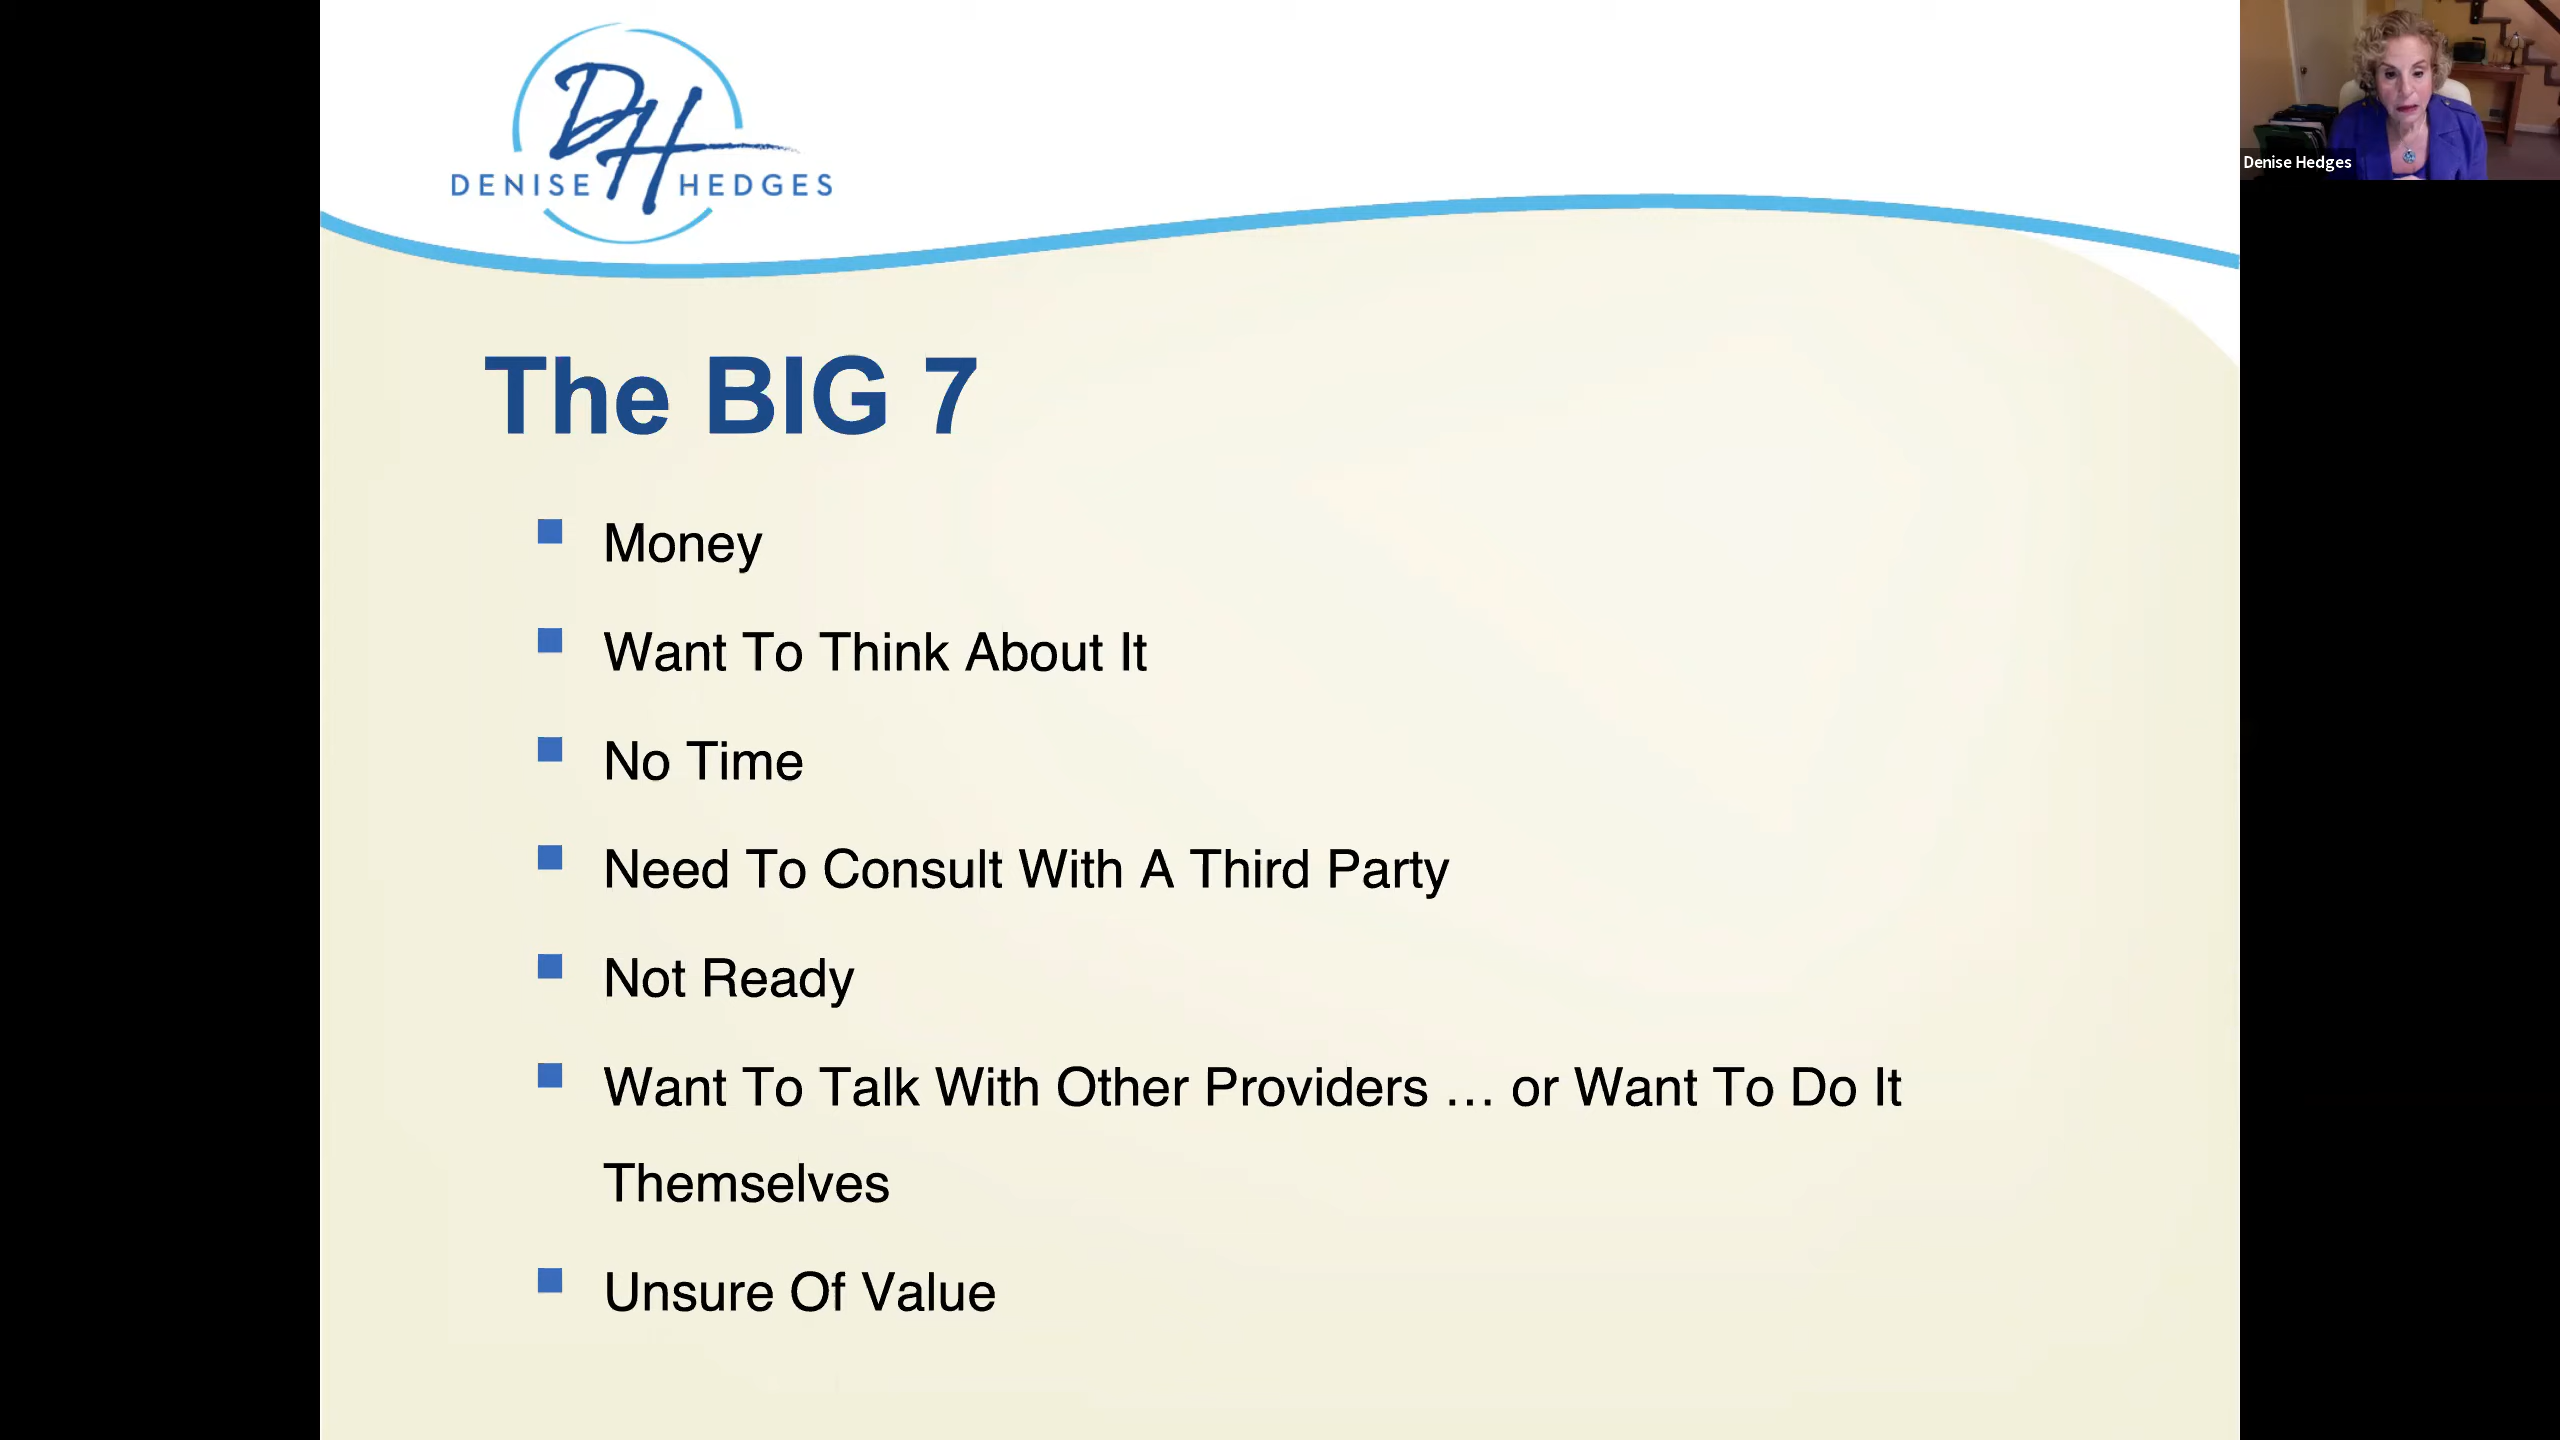 DH
DENISE HEDGES
Denise Hedges
The BIG 7
Money
Want To Think About It
No Time
Need To Consult With A Third Party
Not Ready
Want To Talk With Other Providers … or Want To Do It
Themselves
Unsure Of Value